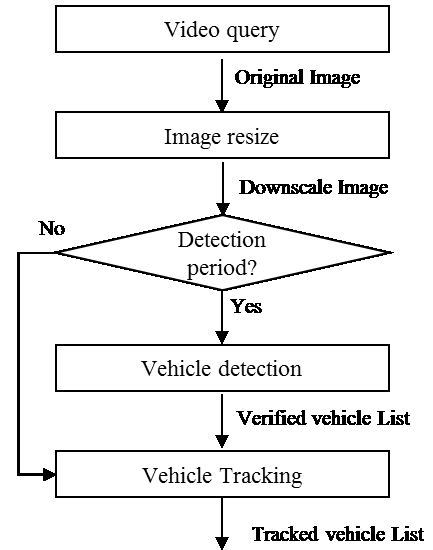 Video query
Original Image
Image resize
Downscale Image
No
Detection
period?
Yes
Vehicle detection
Verified vehicle List
Vehicle Tracking
Tracked vehicle List